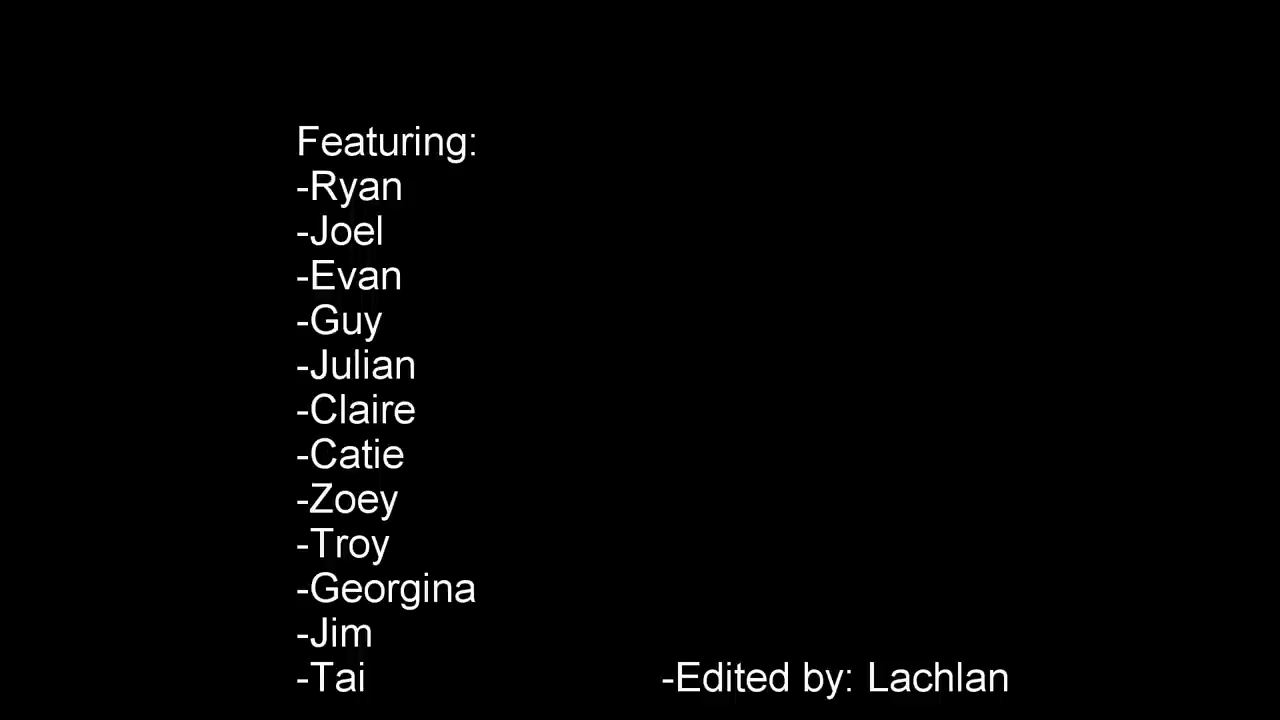 Featuring:
-Ryan
-Joel
-Evan
-Guy
-Julian
-Claire
-Catie
-Zoey
-Troy
-Georgina
-Jim
-Tai
-Edited by: Lachlan